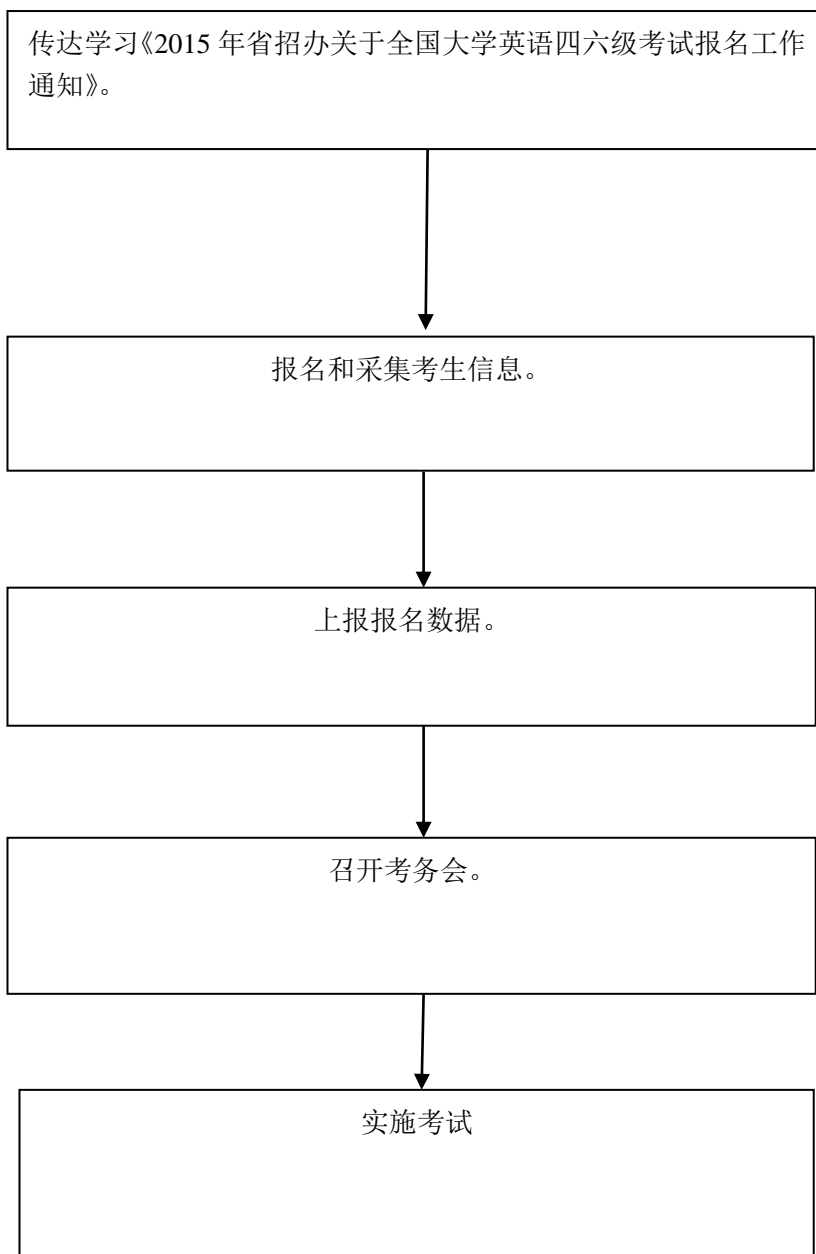 传达学习《2015 年省招办关于全国大学英语四六级考试报名工作
通知》。
报名和采集考生信息。
上报报名数据。
召开考务会。
实施考试